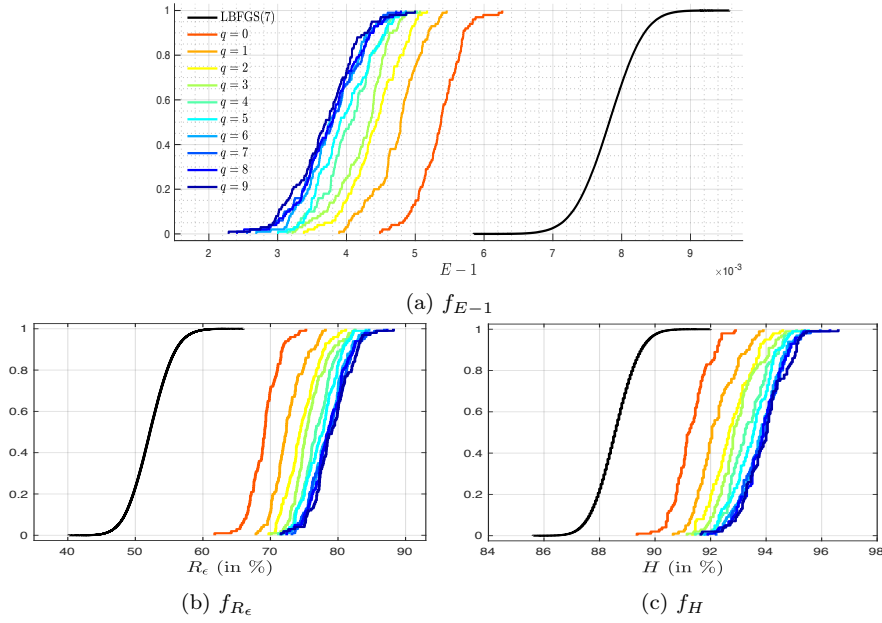 1
0.8
0.6
0.4
0.2
0
LBFGS(7)
q = 0
q = 1
q = 2
q = 3
q = 4
q = 5
q = 6
q = 7
q = 8
q = 9
2 3 4 5 6 7 8 9
E − 1
×10⁻³
(a) f_{E−1}
1
0.8
0.6
0.4
0.2
0
40 50 60 70 80 90
R_ϵ (in %)
(b) f_{R_ϵ}
1
0.8
0.6
0.4
0.2
0
84 86 88 90 92 94 96 98
H (in %)
(c) f_H